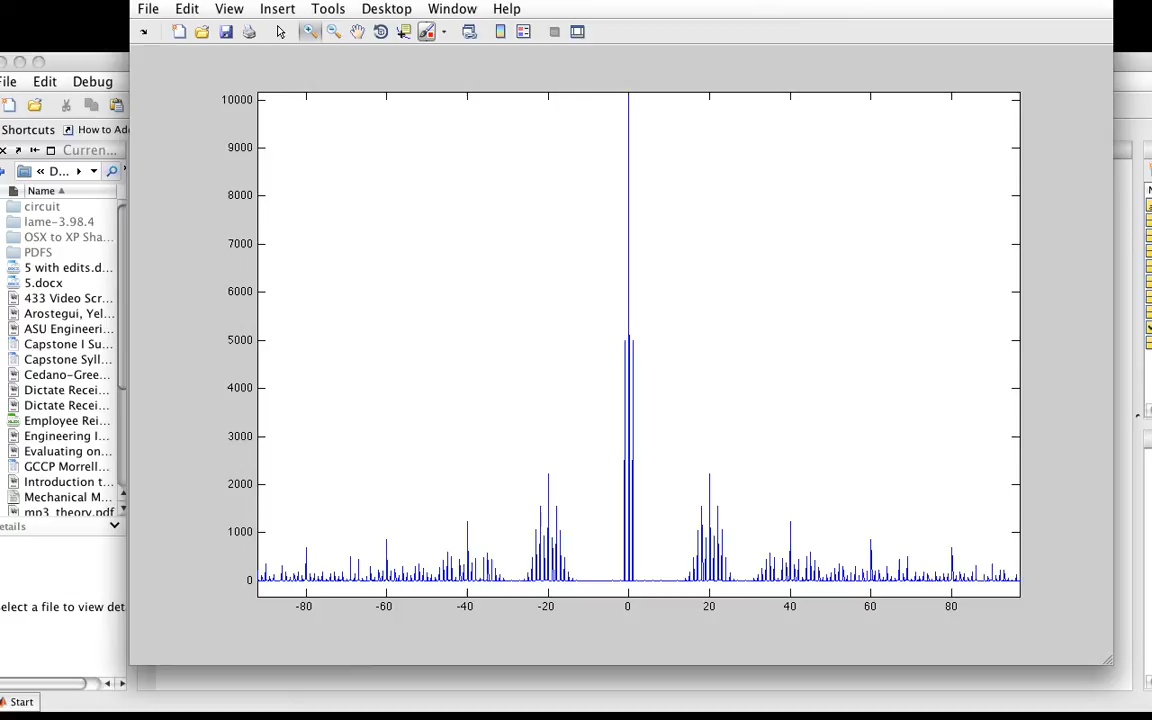 File Edit View Insert Tools Desktop Window Help
File Edit Debug
Shortcuts How to Add
Curren...
« D...
Name
circuit
lame-3.98.4
OSX to XP Sha...
PDFS
5 with edits.d...
5.docx
433 Video Scr...
Arostegui, Yel...
ASU Engineeri...
Capstone I Su...
Capstone Syll...
Cedano-Gree...
Dictate Recei...
Dictate Recei...
Employee Rei...
Engineering I...
Evaluating on...
GCCP Morrell...
Introduction t...
Mechanical M...
mp3_theory.pdf
etails
elect a file to view det
Start
10000
9000
8000
7000
6000
5000
4000
3000
2000
1000
0
-80 -60 -40 -20 0 20 40 60 80